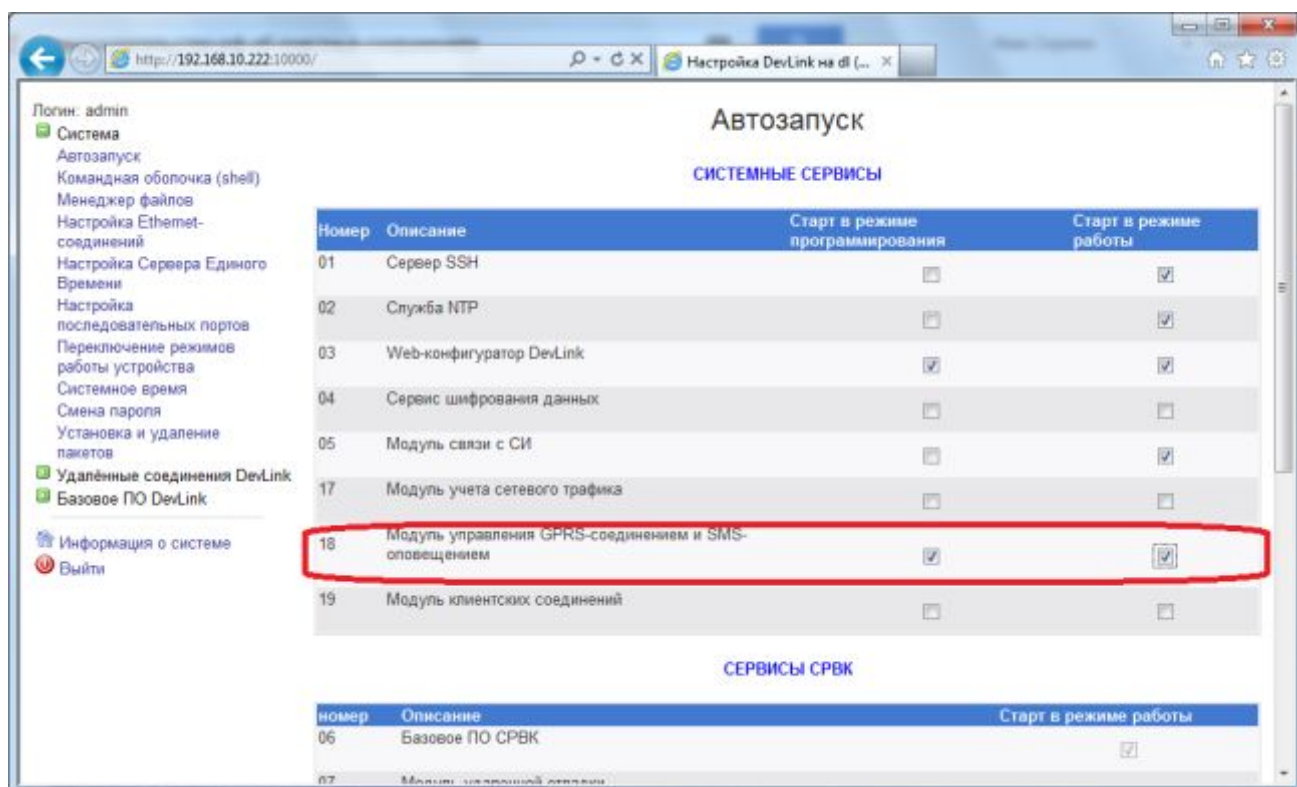 http://192.168.10.222:10000/
Настройка DevLink на dl (...
Логин: admin
Система
Автозапуск
Командная оболочка (shell)
Менеджер файлов
Настройка Ethernet-
соединений
Настройка Сервера Единого
Времени
Настройка
последовательных портов
Переключение режимов
работы устройства
Системное время
Смена пароля
Установка и удаление
пакетов
Удалённые соединения DevLink
Базовое ПО DevLink
Информация о системе
Выйти
Автозапуск
СИСТЕМНЫЕ СЕРВИСЫ
Номер Описание Старт в режиме программирования Старт в режиме работы
01 Сервер SSH
02 Служба NTP
03 Web-конфигуратор DevLink
04 Сервис шифрования данных
05 Модуль связи с СИ
17 Модуль учета сетевого трафика
18 Модуль управления GPRS-соединением и SMS-
оповещением
19 Модуль клиентских соединений
СЕРВИСЫ СРВК
номер Описание Старт в режиме работы
06 Базовое ПО СРВК
07 Модуль удаленной отладки